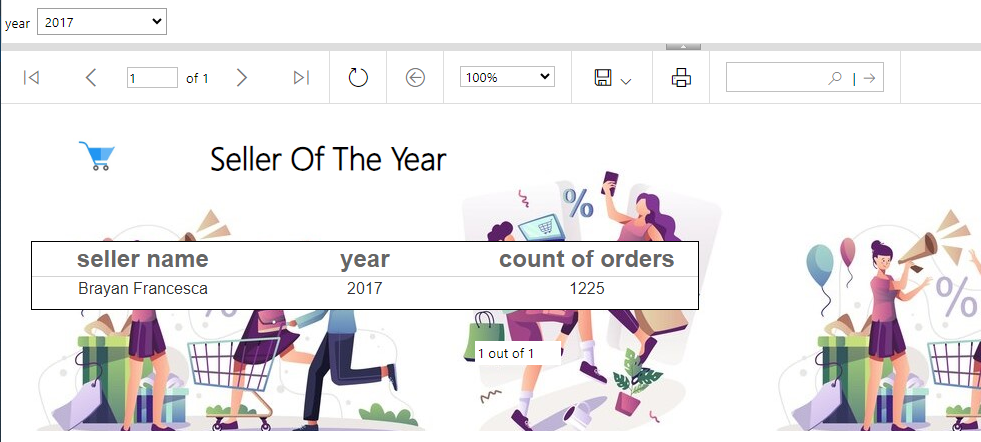 year 2017
1 of 1 100% |
Seller Of The Year
%
seller name year count of orders
Brayan Francesca 2017 1225
%
1 out of 1